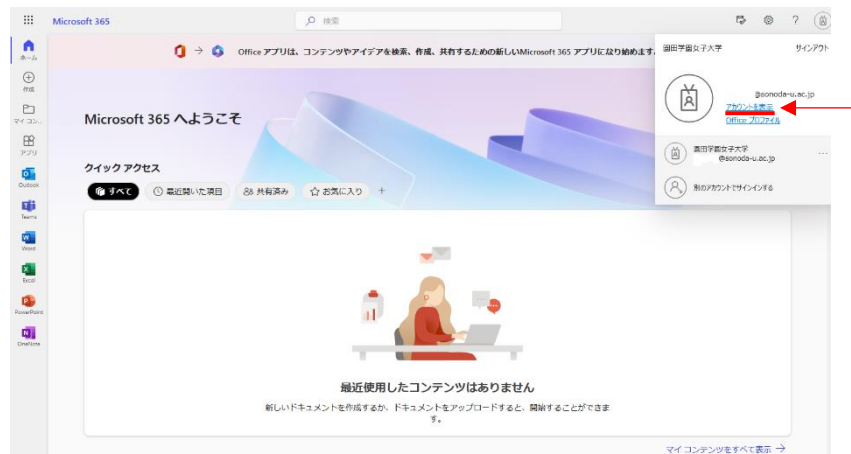 Microsoft 365
検索
ホーム
作成
マイ コン...
アプリ
Outlook
Teams
Word
Excel
PowerPoint
OneNote
Office アプリは、コンテンツやアイデアを検索、作成、共有するための新しいMicrosoft 365 アプリになり始めます。
Microsoft 365 へようこそ
クイック アクセス
すべて
最近開いた項目
共有済み
お気に入り
最近使用したコンテンツはありません
新しいドキュメントを作成するか、ドキュメントをアップロードすると、開始することができま
す。
マイ コンテンツをすべて表示 →
園田学園女子大学
サインアウト
@sonoda-u.ac.jp
アカウントを表示
Office プロファイル
園田学園女子大学
@sonoda-u.ac.jp
別のアカウントでサインインする